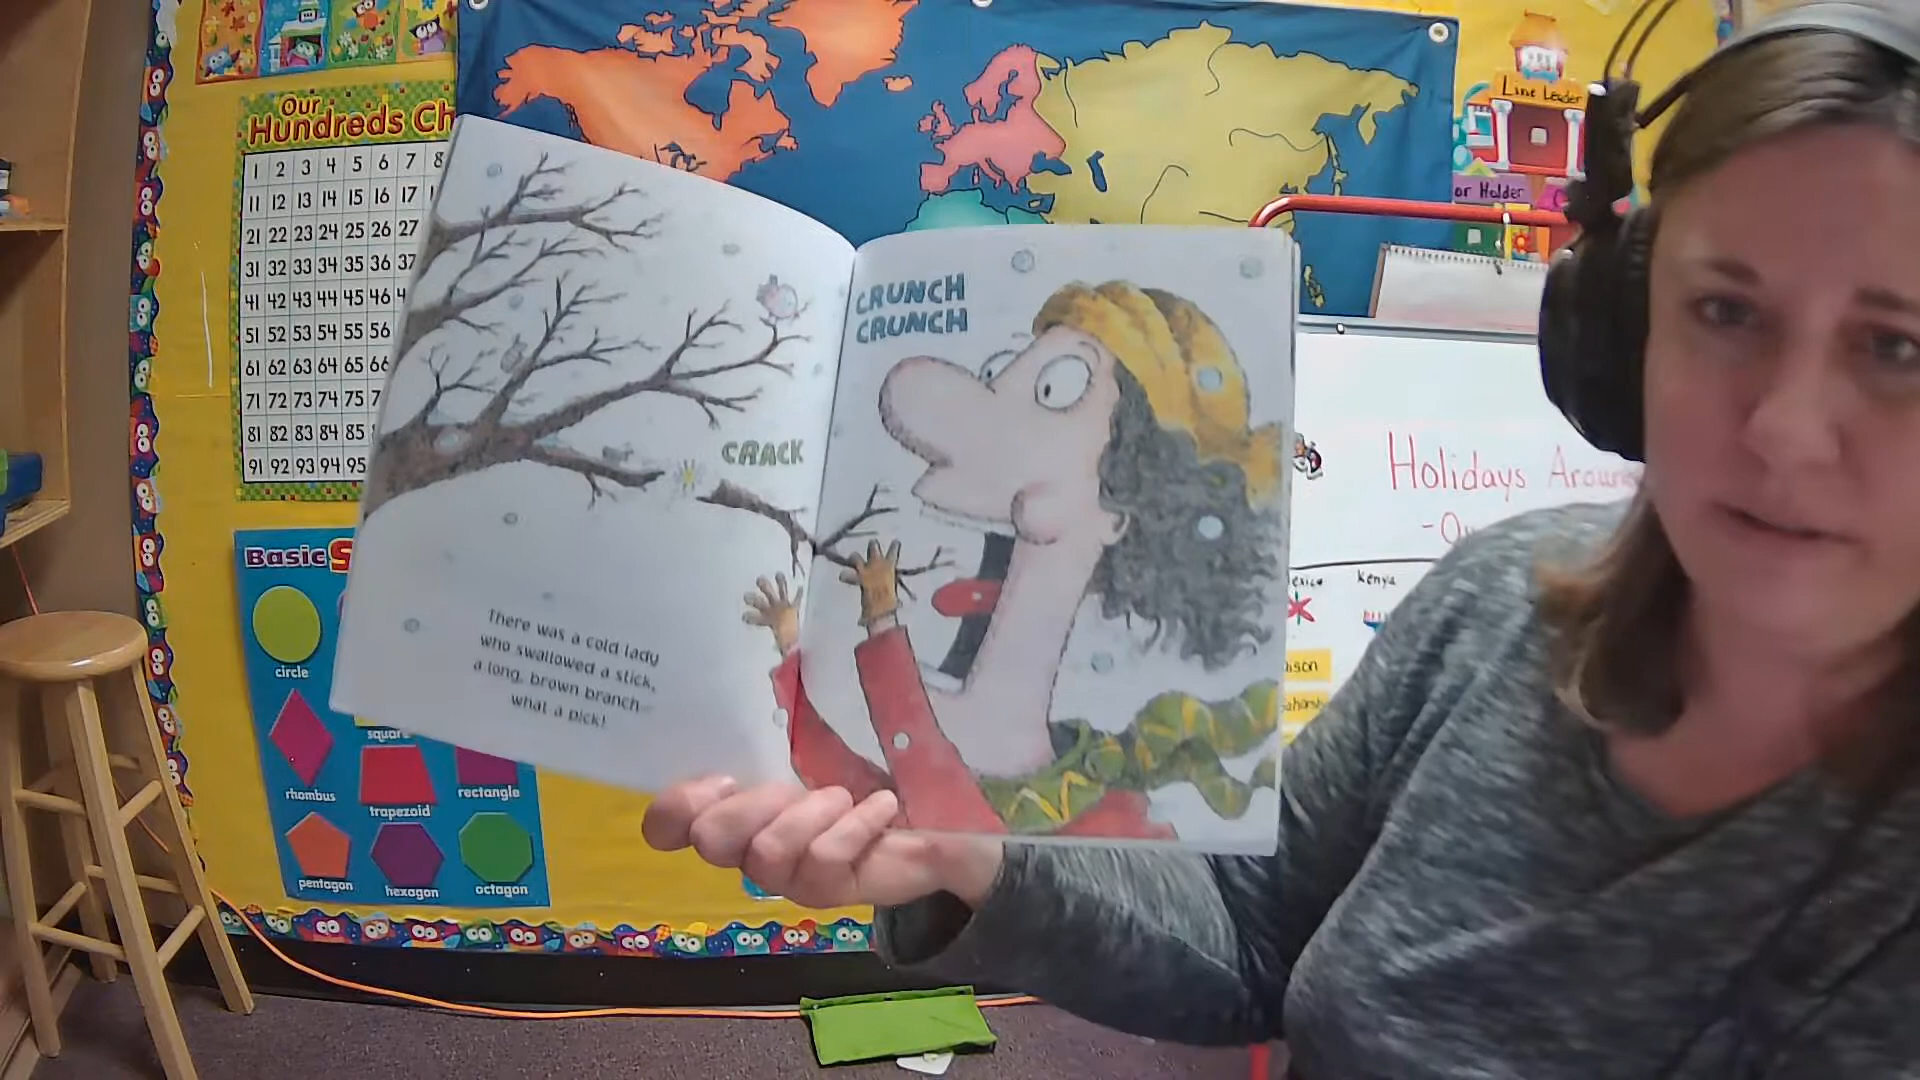 Our
Hundreds
1 2 3 4 5 6 7 8
11 12 13 14 15 16 17
21 22 23 24 25 26 27
31 32 33 34 35 36 37
41 42 43 44 45 46
51 52 53 54 55 56
61 62 63 64 65 66
71 72 73 74 75
81 82 83 84 85
91 92 93 94 95
CRUNCH
CRUNCH
CRACK
There was a cold lady
who swallowed a stick,
a long, brown branch—
what a pick!
Line Leader
or Holder
Holidays
Kenya
Basic
circle
square
rhombus
trapezoid
rectangle
pentagon
hexagon
octagon